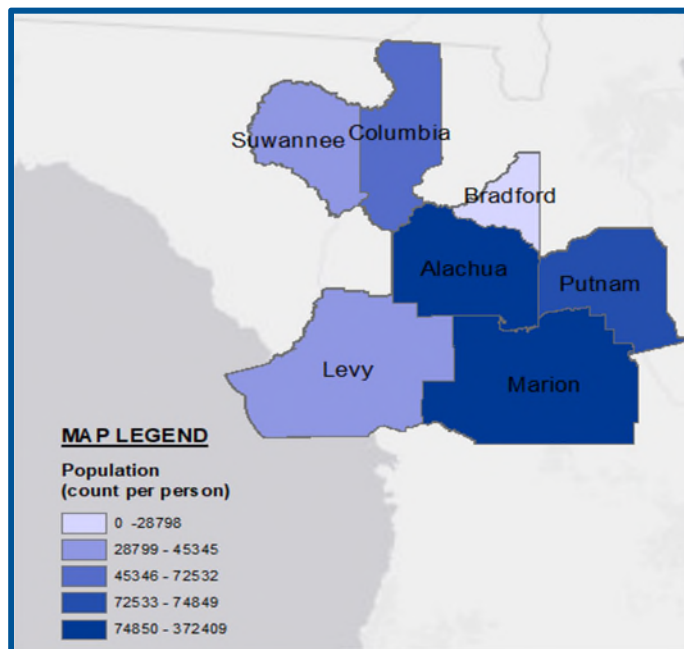 Suwannee
Columbia
Bradford
Alachua
Putnam
Levy
Marion
MAP LEGEND
Population
(count per person)
0 -28798
28799 - 45345
45346 - 72532
72533 - 74849
74850 - 372409